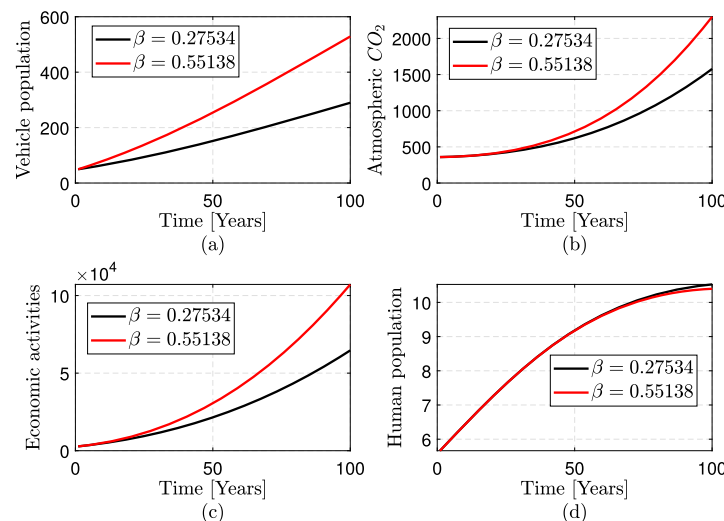 Vehicle population
600
400
200
0
β = 0.27534
β = 0.55138
0 50 100
Time [Years]
(a)
Atmospheric CO₂
2000
1500
1000
500
0
β = 0.27534
β = 0.55138
0 50 100
Time [Years]
(b)
Economic activities
×10⁴
10
5
0
β = 0.27534
β = 0.55138
0 50 100
Time [Years]
(c)
Human population
10
9
8
7
6
β = 0.27534
β = 0.55138
0 50 100
Time [Years]
(d)